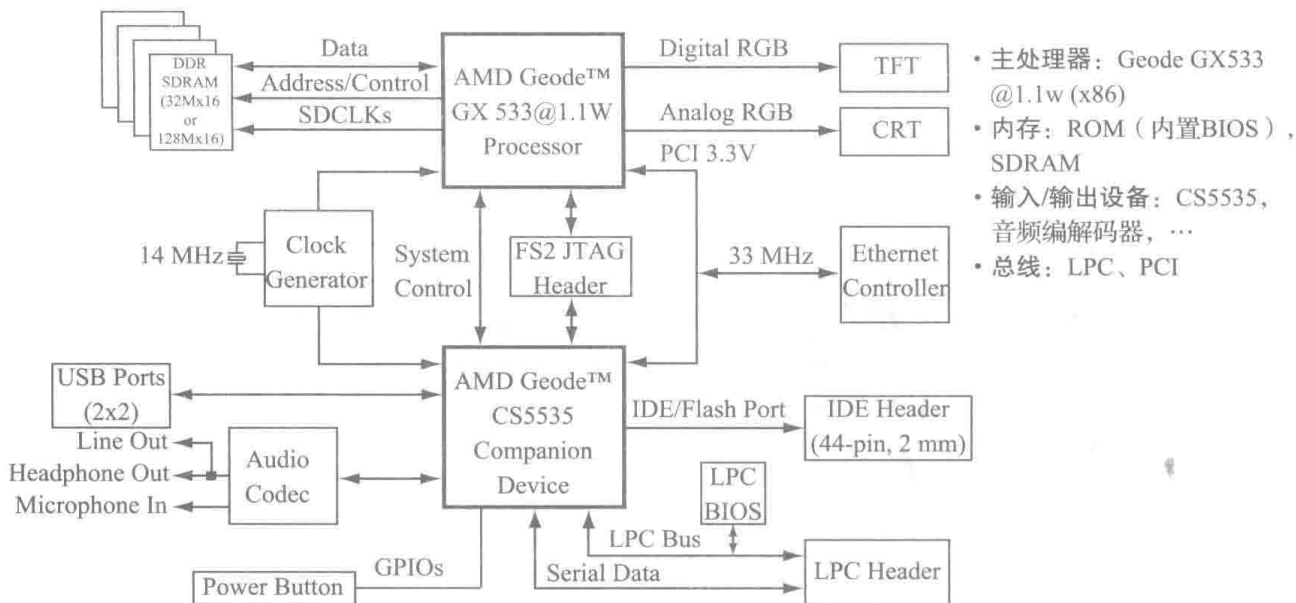 Data
DDR
SDRAM
(32Mx16
or
128Mx16)
Address/Control
SDCLKs
AMD Geode™
GX 533@1.1W
Processor
Digital RGB
TFT
Analog RGB
CRT
PCI 3.3V
14 MHz
Clock
Generator
System
Control
FS2 JTAG
Header
33 MHz
Ethernet
Controller
USB Ports
(2x2)
AMD Geode™
CS5535
Companion
Device
IDE/Flash Port
IDE Header
(44-pin, 2 mm)
Line Out
Headphone Out
Microphone In
Audio
Codec
LPC
BIOS
LPC Bus
GPIOs
Serial Data
Power Button
LPC Header
• 主处理器：Geode GX533
@1.1w (x86)
• 内存：ROM（内置BIOS），
SDRAM
• 输入/输出设备：CS5535，
音频编解码器，…
• 总线：LPC、PCI